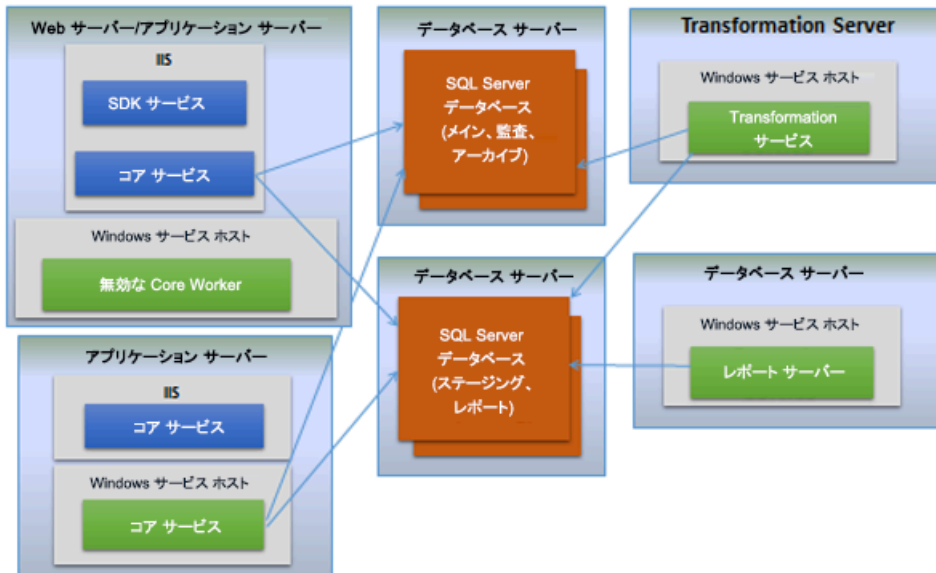 Web サーバー/アプリケーション サーバー
IIS
SDK サービス
コア サービス
Windows サービス ホスト
無効な Core Worker
アプリケーション サーバー
IIS
コア サービス
Windows サービス ホスト
コア サービス
データベース サーバー
SQL Server
データベース
(メイン、監査、
アーカイブ)
データベース サーバー
SQL Server
データベース
(ステージング、
レポート)
Transformation Server
Windows サービス ホスト
Transformation
サービス
データベース サーバー
Windows サービス ホスト
レポート サーバー